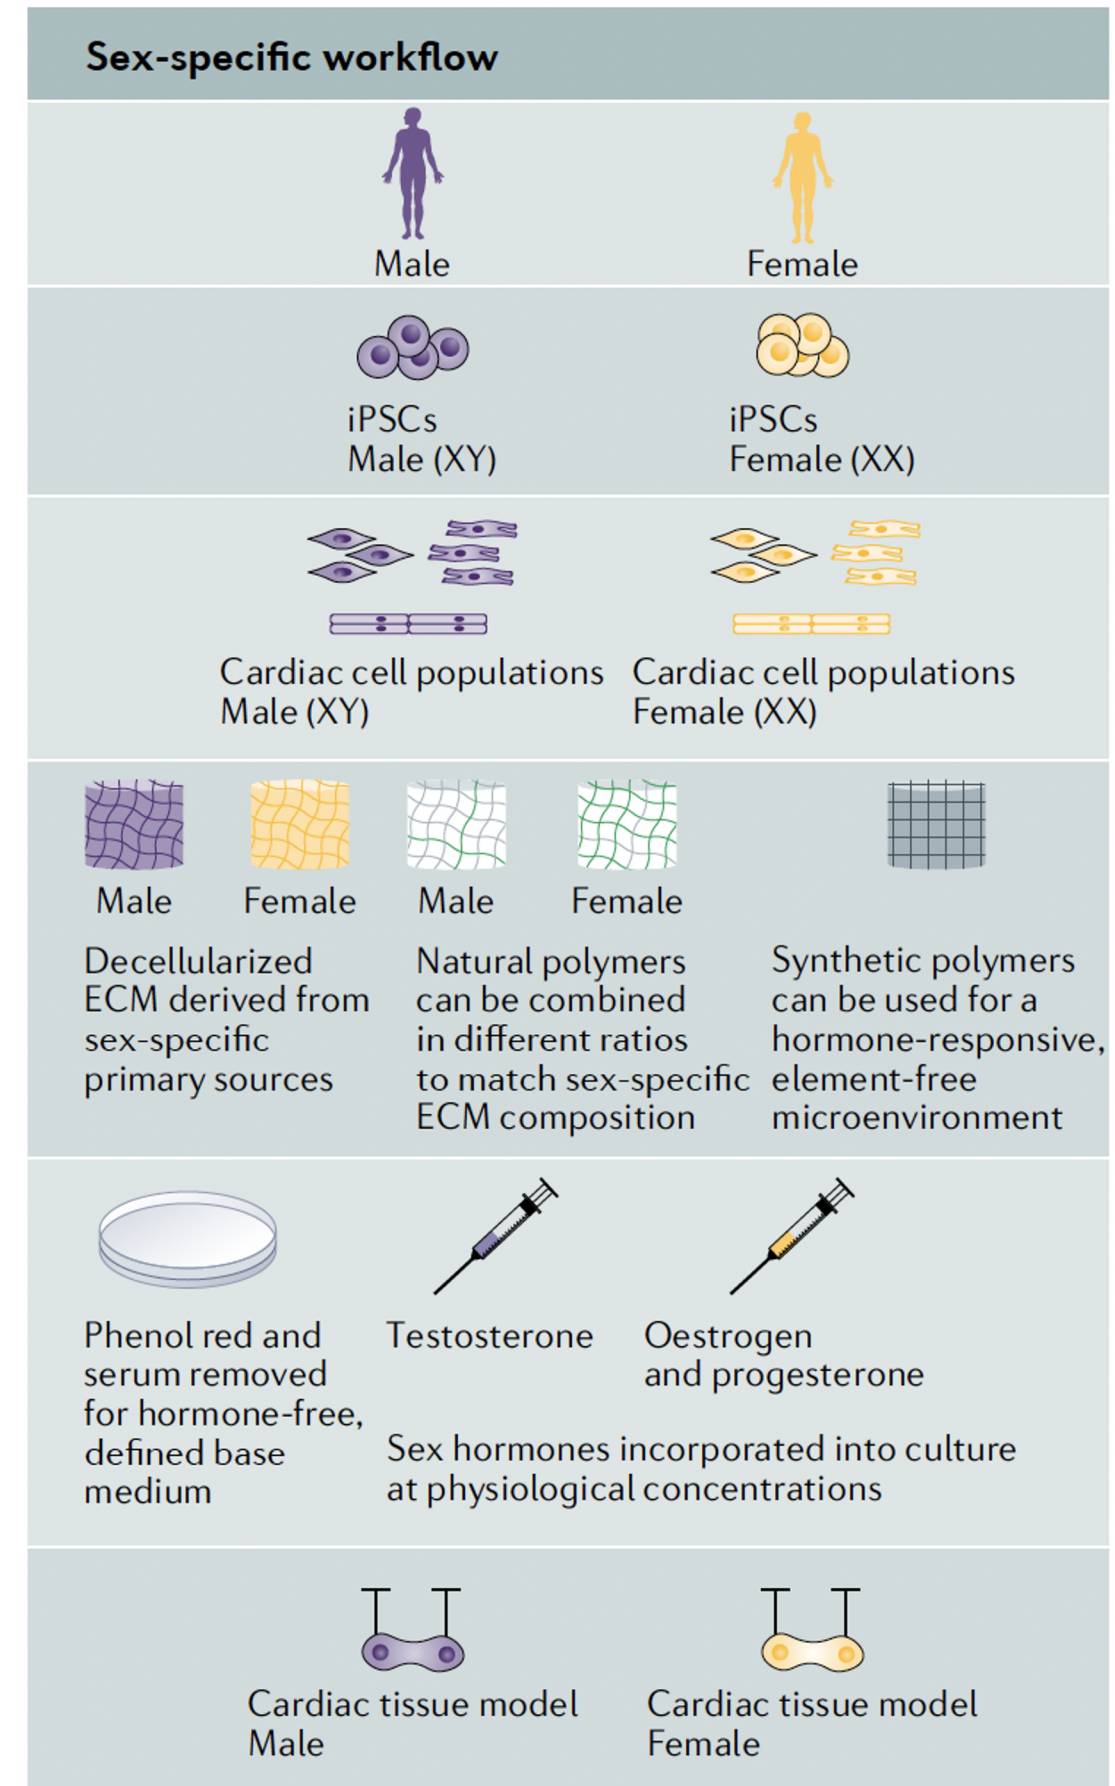 Sex-specific workflow
Male
Female
iPSCs
Male (XY)
iPSCs
Female (XX)
Cardiac cell populations
Male (XY)
Cardiac cell populations
Female (XX)
Male
Female
Male
Female
Decellularized
ECM derived from
sex-specific
primary sources
Natural polymers
can be combined
in different ratios
to match sex-specific
ECM composition
Synthetic polymers
can be used for a
hormone-responsive,
element-free
microenvironment
Phenol red and
serum removed
for hormone-free,
defined base
medium
Testosterone
Oestrogen
and progesterone
Sex hormones incorporated into culture
at physiological concentrations
Cardiac tissue model
Male
Cardiac tissue model
Female